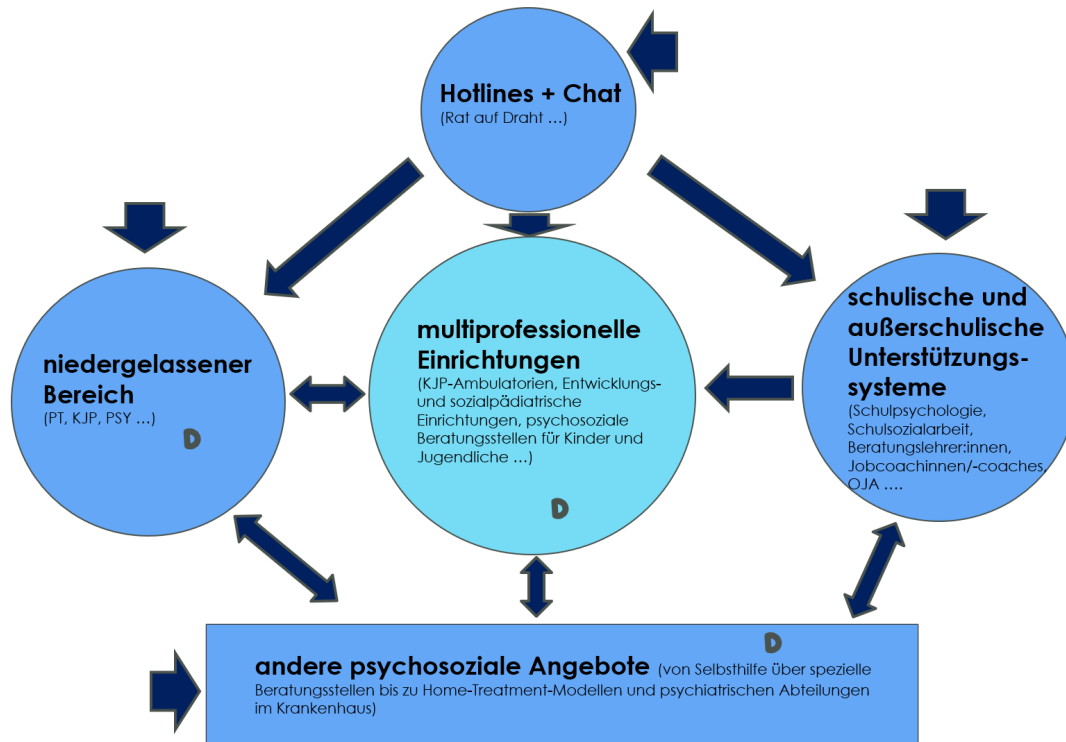 Hotlines + Chat
(Rat auf Draht ...)
niedergelassener
Bereich
(PT, KJP, PSY ...)
D
multiprofessionelle
Einrichtungen
(KJP-Ambulatorien, Entwicklungs-
und sozialpädiatrische
Einrichtungen, psychosoziale
Beratungsstellen für Kinder und
Jugendliche ...)
D
schulische und
außerschulische
Unterstützungs-
systeme
(Schulpsychologie,
Schulsozialarbeit,
Beratungslehrer:innen,
Jobcoachinnen/-coaches,
OJA ....
D
andere psychosoziale Angebote (von Selbsthilfe über spezielle
Beratungsstellen bis zu Home-Treatment-Modellen und psychiatrischen Abteilungen
im Krankenhaus)